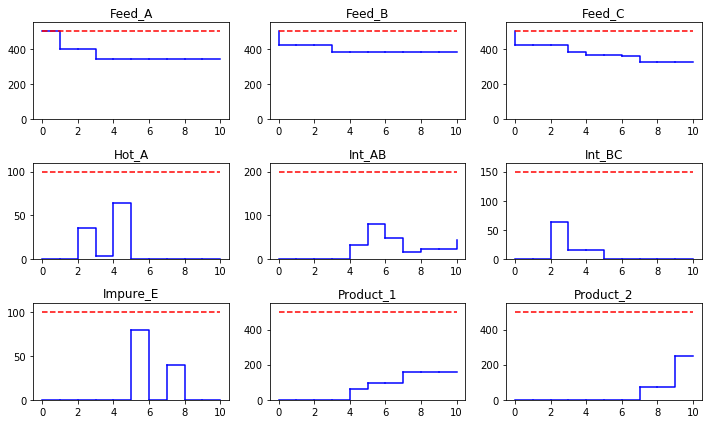 Feed_A Feed_B Feed_C
400 400 400
200 200 200
0 0 0
0 2 4 6 8 10 0 2 4 6 8 10 0 2 4 6 8 10
Hot_A Int_AB Int_BC
100 200 150
50 100 100
50
0 0 0
0 2 4 6 8 10 0 2 4 6 8 10 0 2 4 6 8 10
Impure_E Product_1 Product_2
100 400 400
50 200 200
0 0 0
0 2 4 6 8 10 0 2 4 6 8 10 0 2 4 6 8 10